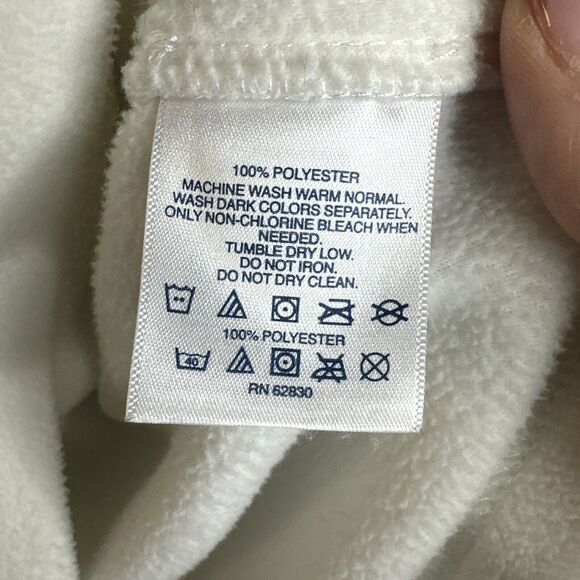 100% POLYESTER
MACHINE WASH WARM NORMAL.
WASH DARK COLORS SEPARATELY.
ONLY NON-CHLORINE BLEACH WHEN
NEEDED.
TUMBLE DRY LOW.
DO NOT IRON.
DO NOT DRY CLEAN.
100% POLYESTER
40
RN 62830